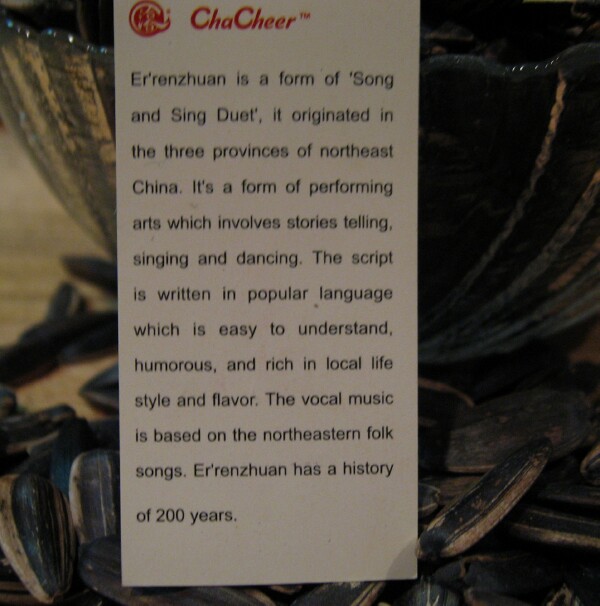 ChaCheer™
Er'renzhuan is a form of 'Song
and Sing Duet', it originated in
the three provinces of northeast
China. It's a form of performing
arts which involves stories telling,
singing and dancing. The script
is written in popular language
which is easy to understand,
humorous, and rich in local life
style and flavor. The vocal music
is based on the northeastern folk
songs. Er'renzhuan has a history
of 200 years.